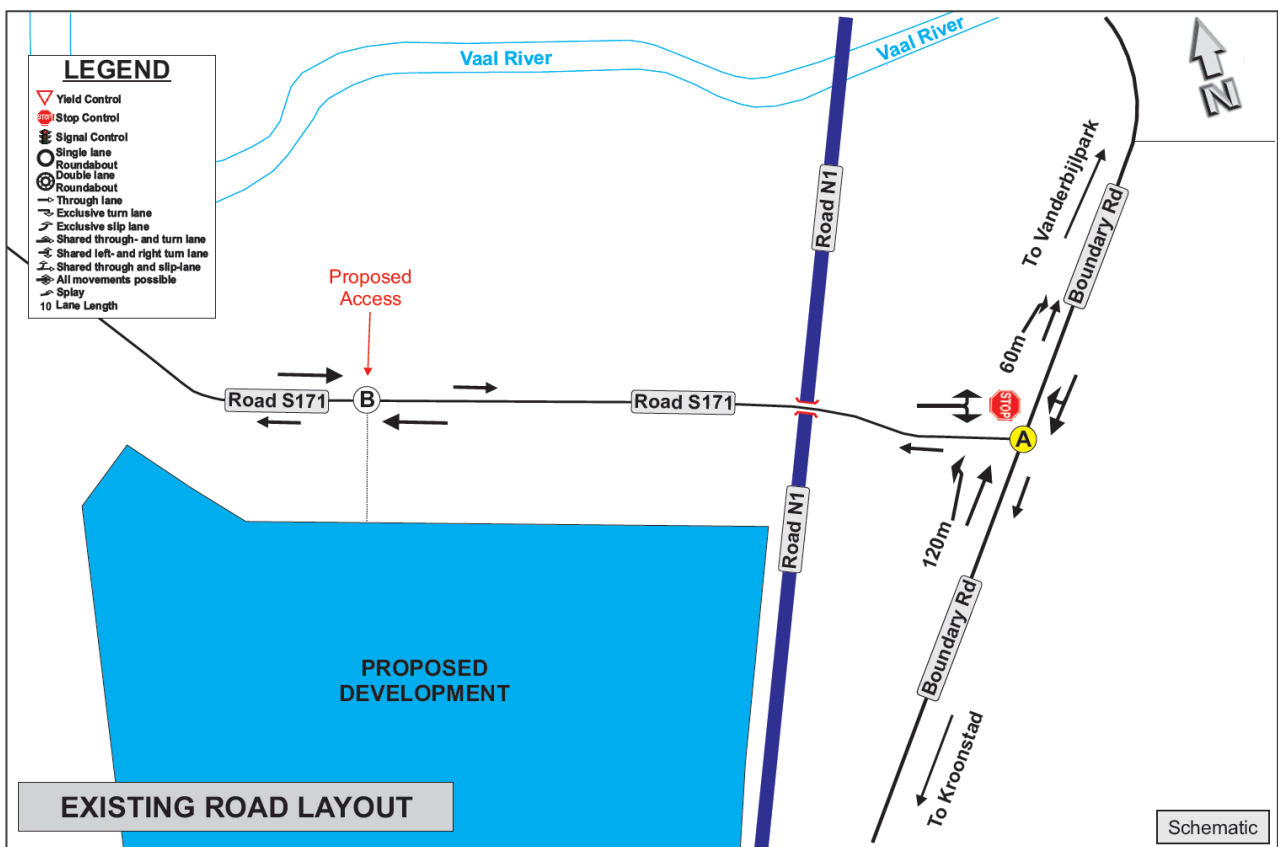 Vaal River
Vaal River
N
LEGEND
Yield Control
STOP
Stop Control
Signal Control
Single lane
Roundabout
Double lane
Roundabout
Through lane
Exclusive turn lane
Exclusive slip lane
Shared through- and turn lane
Shared left- and right turn lane
Shared through and slip-lane
All movements possible
Splay
10 Lane Length
To Vanderbijlpark
Road N1
Boundary Rd
Proposed
Access
60m
Road S171
B
Road S171
STOP
A
Road N1
120m
Boundary Rd
PROPOSED
DEVELOPMENT
To Kroonstad
EXISTING ROAD LAYOUT
Schematic